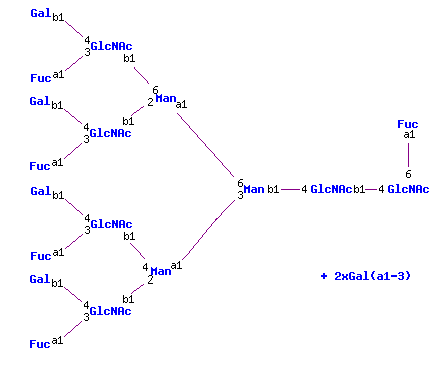 Gal b1
4 GlcNAc
3 b1
Fuc a1
6
Gal b1 2 Man a1
b1
4 GlcNAc
3
Fuc a1
Fuc
a1
6
6 Man b1 4 GlcNAc b1 4 GlcNAc
3
Gal b1
4 GlcNAc
3 b1
Fuc a1
4 Man a1
Gal b1 2
b1
4 GlcNAc
3
Fuc a1
+ 2xGal(a1-3)